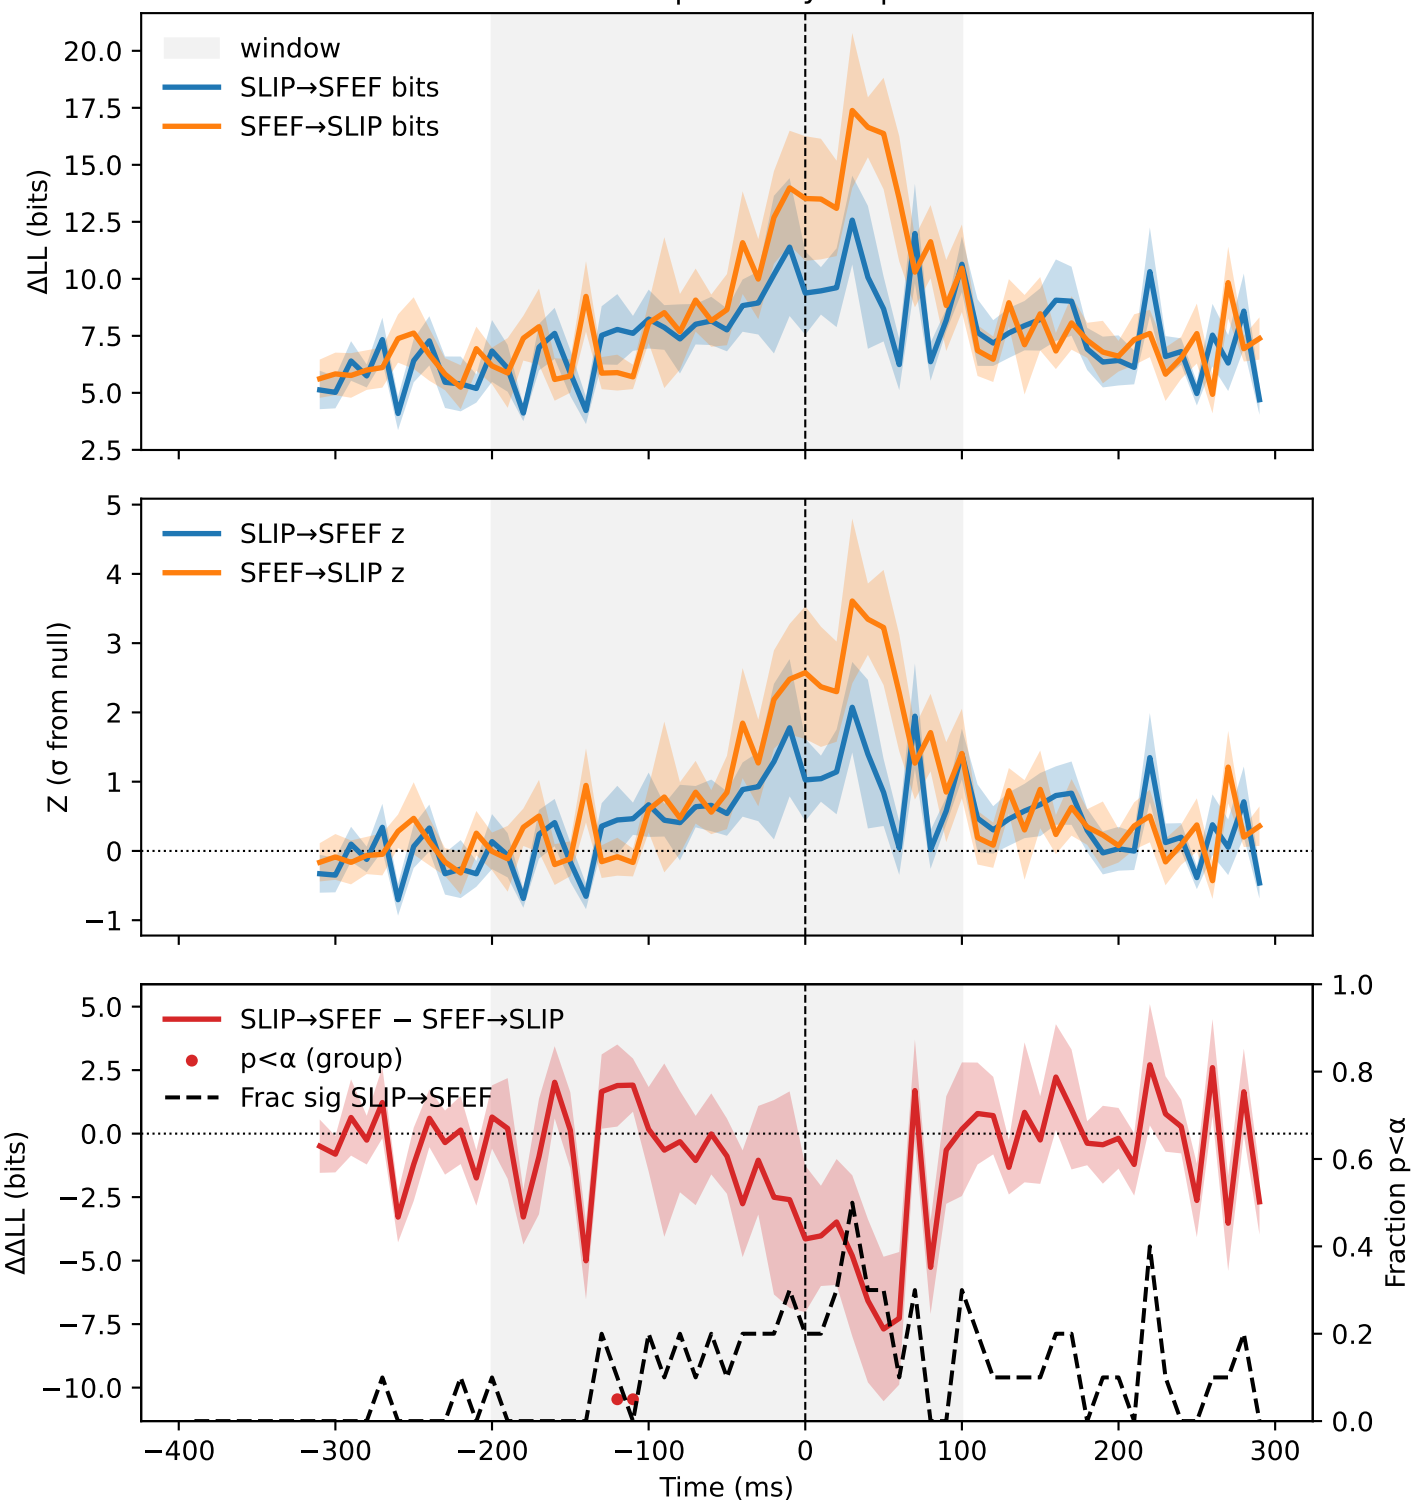 20.0
17.5
15.0
12.5
10.0
7.5
5.0
2.5
ΔLL (bits)
window
SLIP→SFEF bits
SFEF→SLIP bits
5
4
3
2
1
0
−1
Z (σ from null)
SLIP→SFEF z
SFEF→SLIP z
5.0
2.5
0.0
−2.5
−5.0
−7.5
−10.0
ΔΔLL (bits)
SLIP→SFEF − SFEF→SLIP
p<α (group)
Frac sig SLIP→SFEF
1.0
0.8
0.6
0.4
0.2
0.0
Fraction p<α
−400 −300 −200 −100 0 100 200 300
Time (ms)